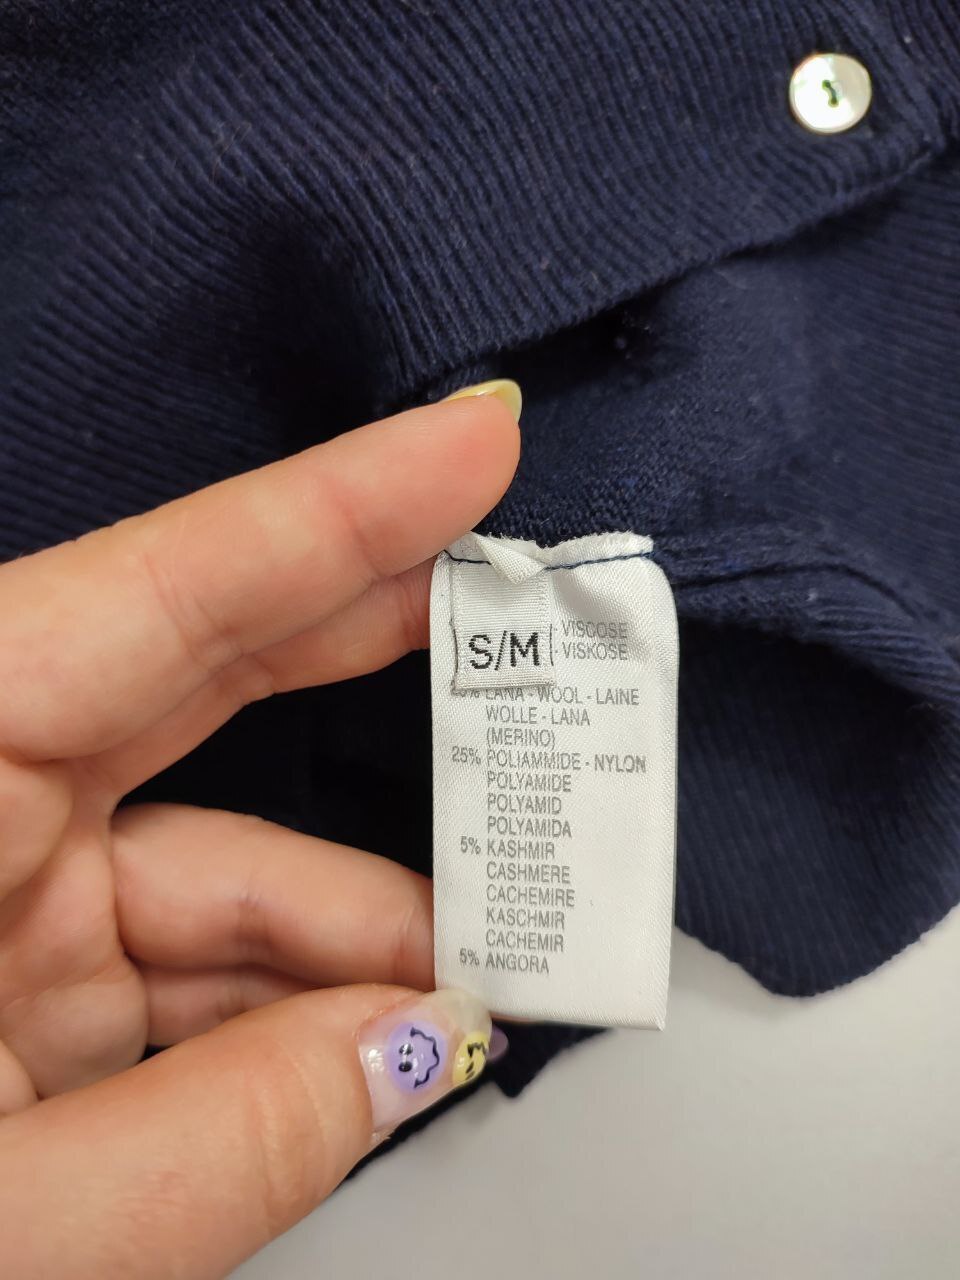 S/M
VISCOSE
- VISKOSE
LANA - WOOL - LAINE
WOLLE - LANA
(MERINO)
25% POLIAMMIDE - NYLON
POLYAMIDE
POLYAMID
POLYAMIDA
5% KASHMIR
CASHMERE
CACHEMIRE
KASCHMIR
CACHEMIR
5% ANGORA